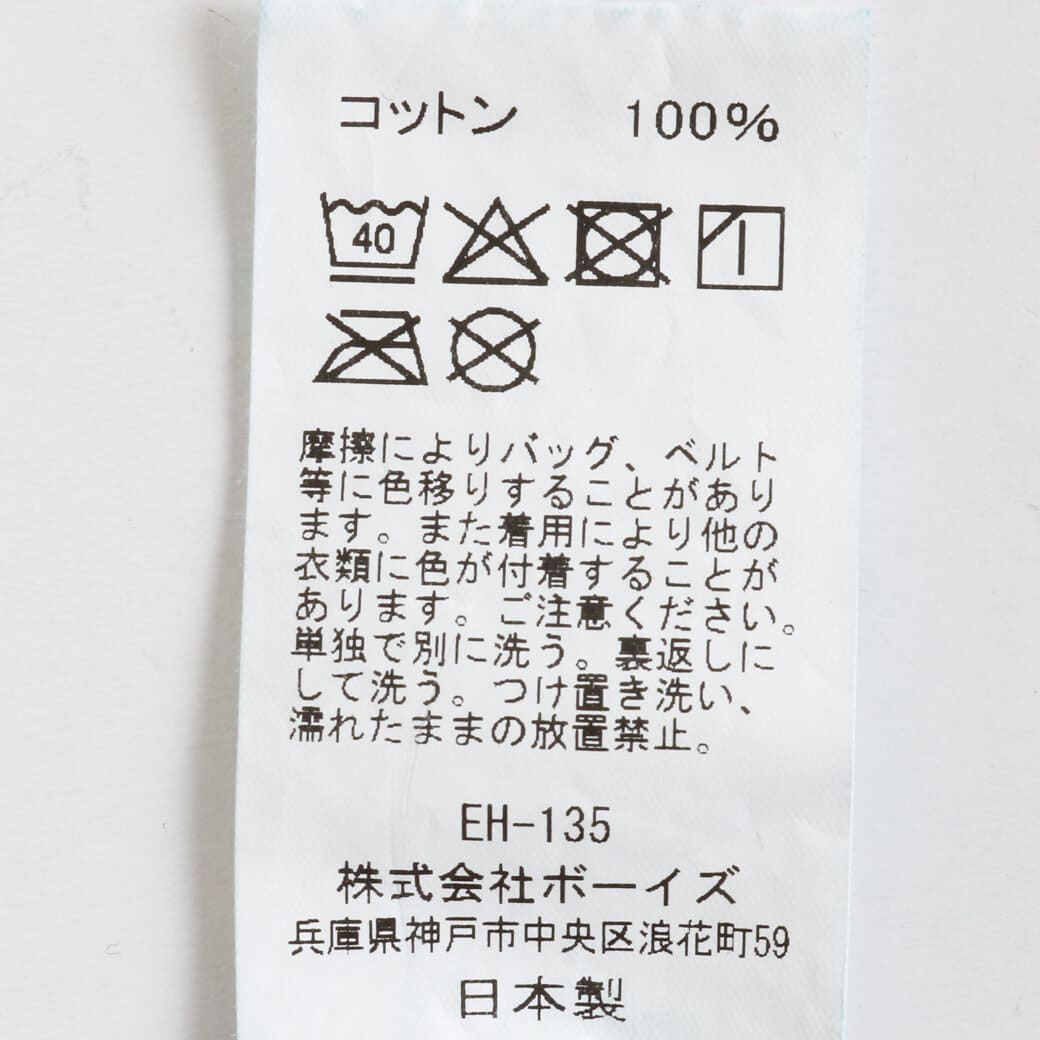 コットン 100%
40
摩擦によりバッグ、ベルト
等に色移りすることがあり
ます。また着用により他の
衣類に色が付着することが
あります。ご注意ください。
単独で別に洗う。裏返しに
して洗う。つけ置き洗い、
濡れたままの放置禁止。
EH-135
株式会社ボーイズ
兵庫県神戸市中央区浪花町59
日本製